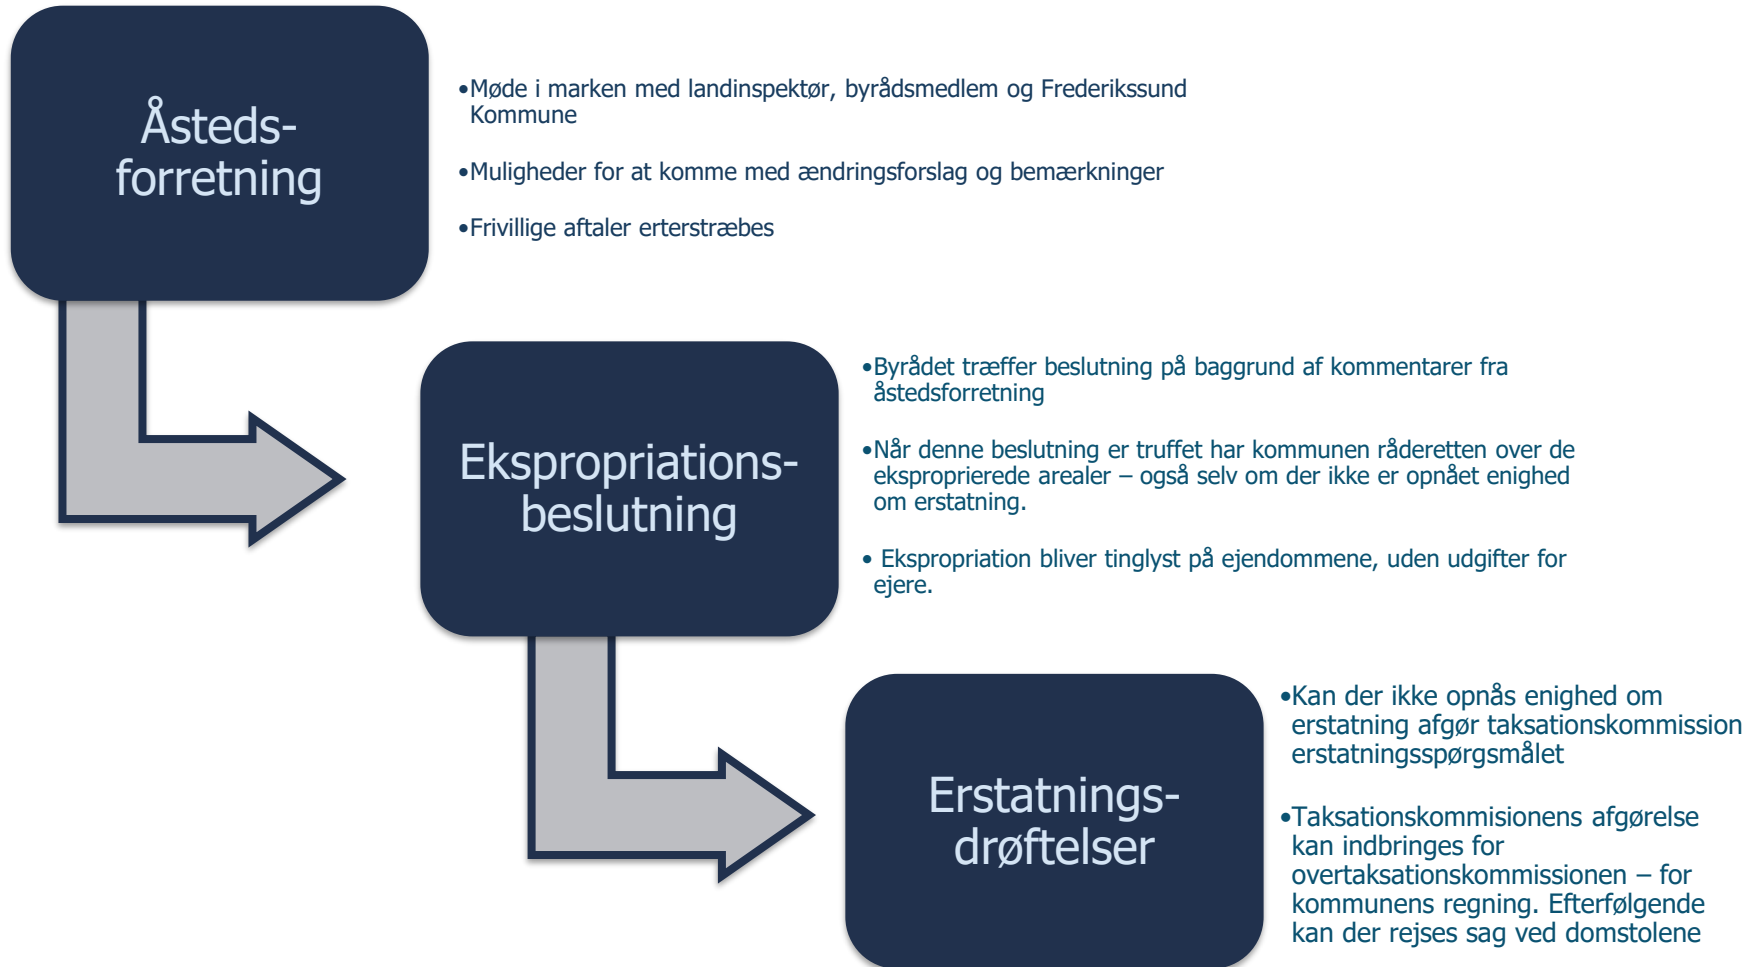 Åsteds-
forretning
•Møde i marken med landinspektør, byrådsmedlem og Frederikssund
Kommune
•Muligheder for at komme med ændringsforslag og bemærkninger
•Frivillige aftaler erterstræbes
Ekspropriations-
beslutning
•Byrådet træffer beslutning på baggrund af kommentarer fra
åstedsforretning
•Når denne beslutning er truffet har kommunen råderetten over de
eksproprierede arealer – også selv om der ikke er opnået enighed
om erstatning.
• Ekspropriation bliver tinglyst på ejendommene, uden udgifter for
ejere.
Erstatnings-
drøftelser
•Kan der ikke opnås enighed om
erstatning afgør taksationskommission
erstatningsspørgsmålet
•Taksationskommisionens afgørelse
kan indbringes for
overtaksationskommissionen – for
kommunens regning. Efterfølgende
kan der rejses sag ved domstolene